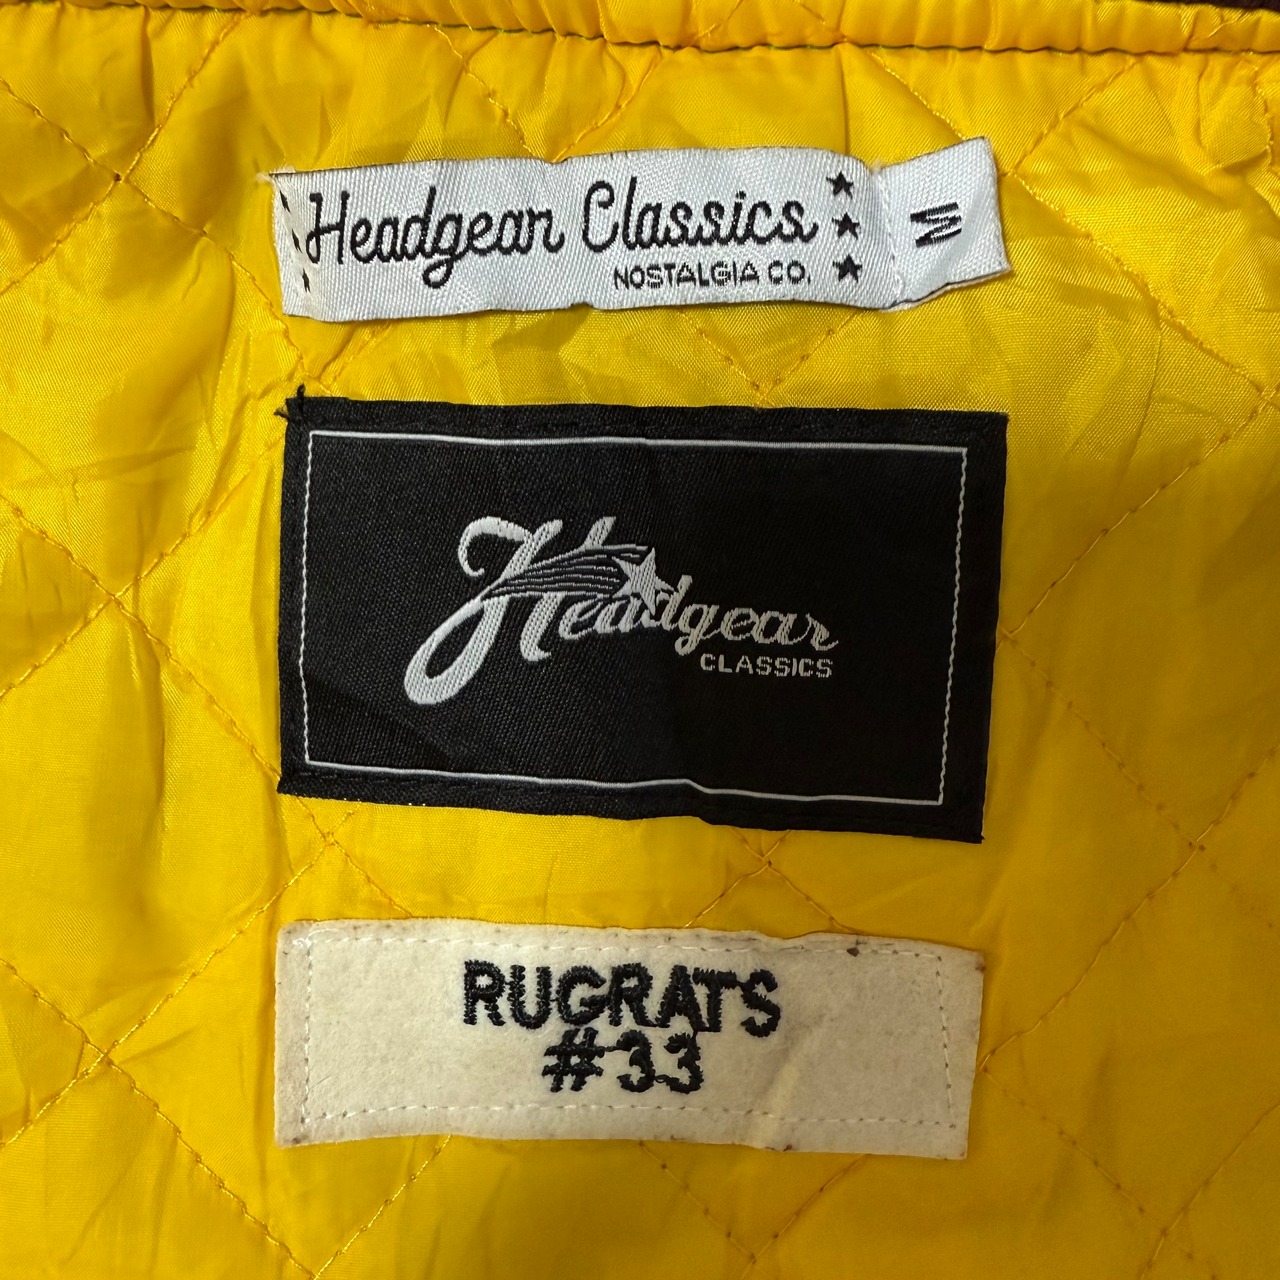 Headgear Classics
NOSTALGIA CO.
M
Headgear
CLASSICS
RUGRATS
#33